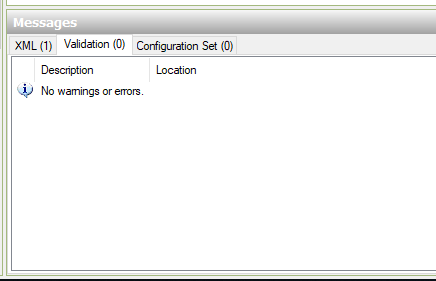 Messages
XML (1) Validation (0) Configuration Set (0)
Description Location
No warnings or errors.